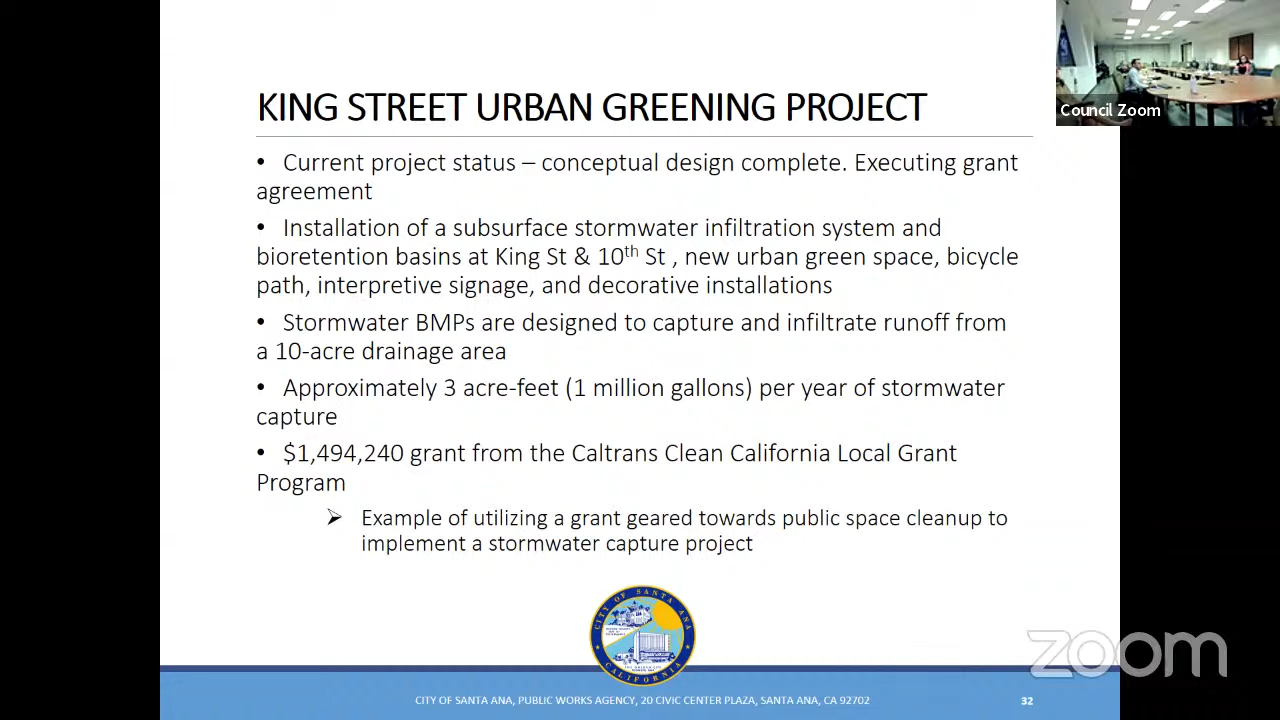 Council Zoom
KING STREET URBAN GREENING PROJECT
• Current project status – conceptual design complete. Executing grant
agreement
• Installation of a subsurface stormwater infiltration system and
bioretention basins at King St & 10th St , new urban green space, bicycle
path, interpretive signage, and decorative installations
• Stormwater BMPs are designed to capture and infiltrate runoff from
a 10-acre drainage area
• Approximately 3 acre-feet (1 million gallons) per year of stormwater
capture
• $1,494,240 grant from the Caltrans Clean California Local Grant
Program
➢ Example of utilizing a grant geared towards public space cleanup to
implement a stormwater capture project
CITY OF SANTA ANA
CALIFORNIA
zoom
CITY OF SANTA ANA, PUBLIC WORKS AGENCY, 20 CIVIC CENTER PLAZA, SANTA ANA, CA 92702
32